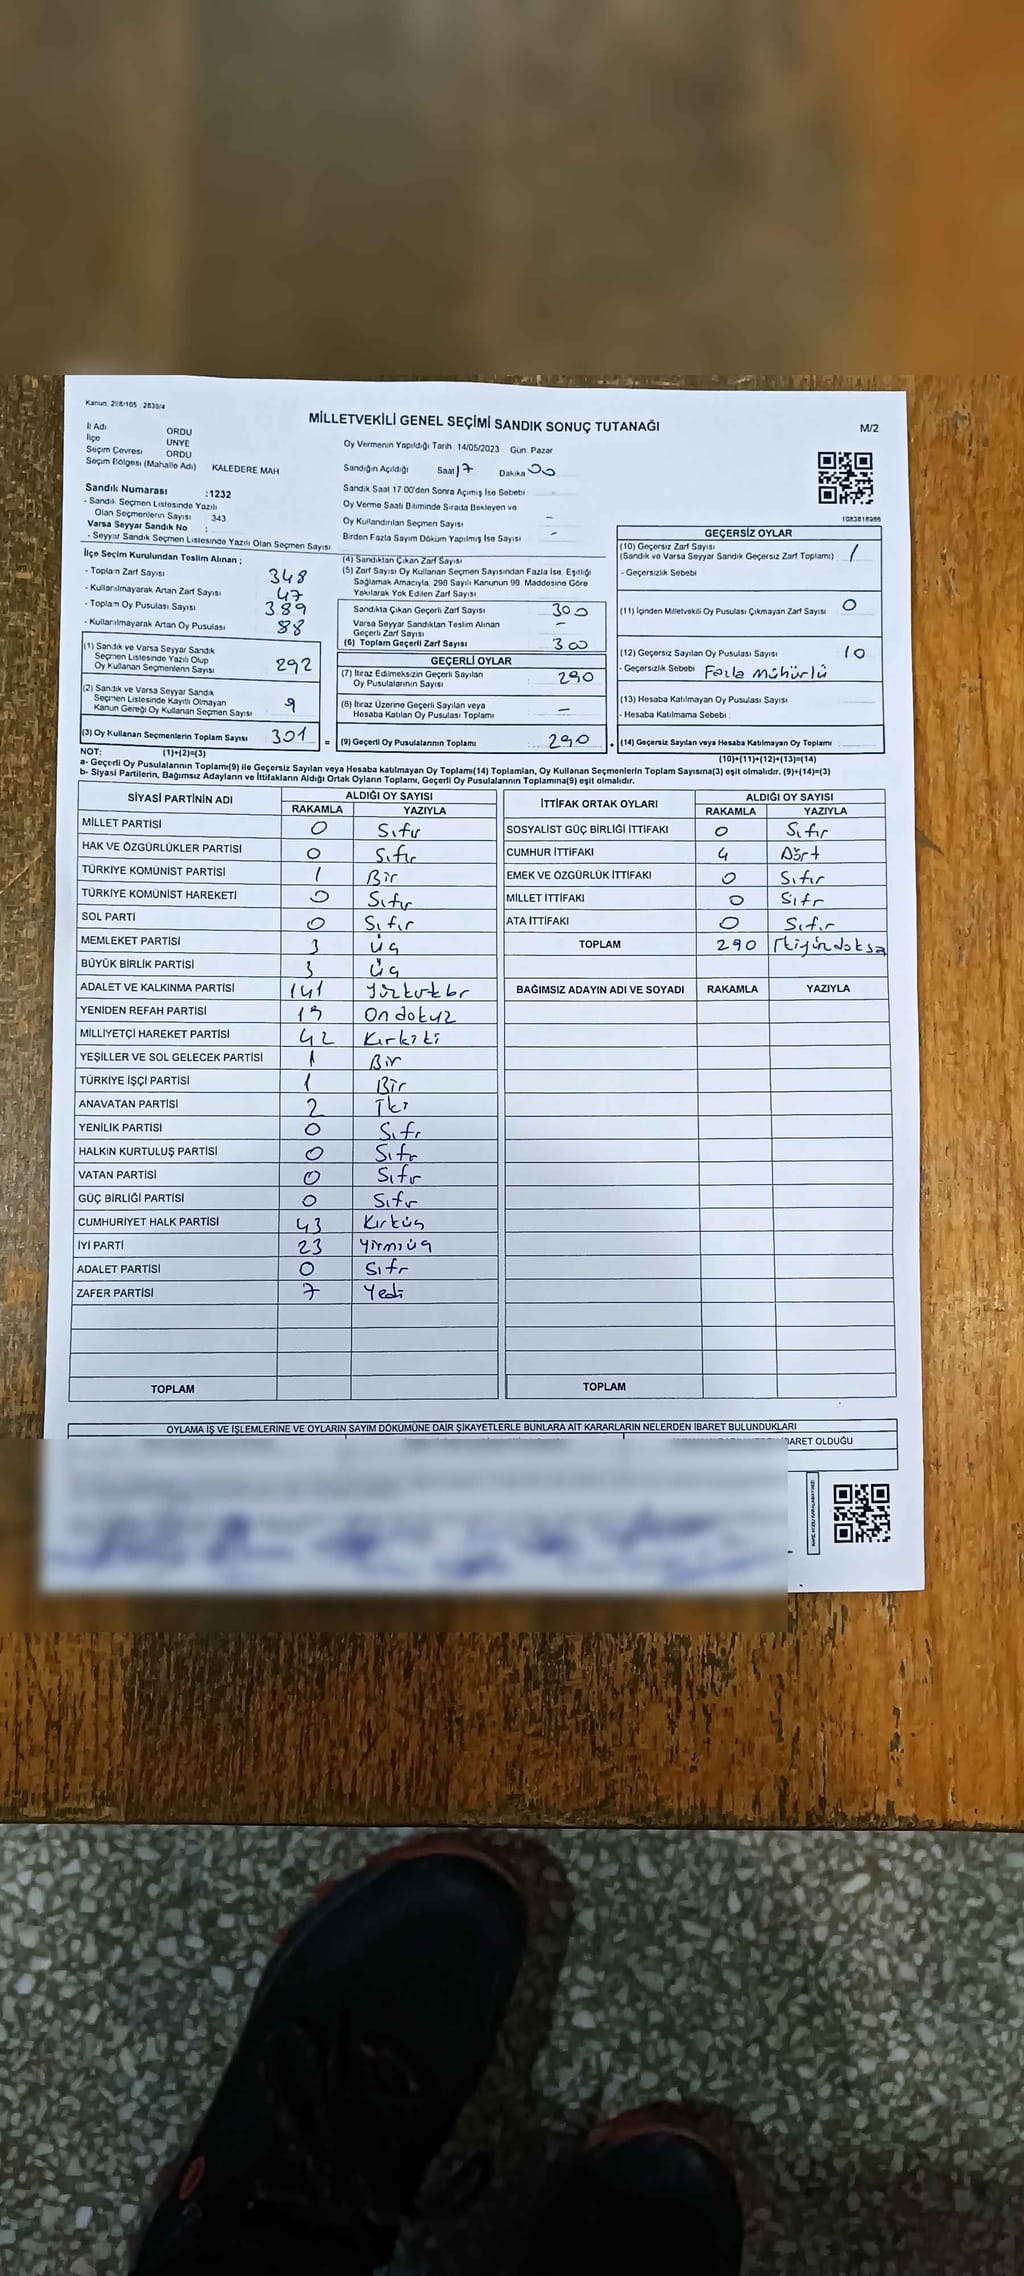 Kanun: 298/105 : 2839/4
MİLLETVEKİLİ GENEL SEÇİMİ SANDIK SONUÇ TUTANAĞI
M/2
İl Adı ORDU
İlçe ÜNYE
Seçim Çevresi ORDU
Seçim Bölgesi (Mahalle Adı) KALEDERE MAH
Oy Vermenin Yapıldığı Tarih 14/05/2023 Gün: Pazar
Sandığın Açıldığı Saat 17 Dakika 00
Sandık Saat 17:00'den Sonra Açılmış İse Sebebi -
Oy Verme Saati Bitiminde Sırada Bekleyen ve
Oy Kullandırılan Seçmen Sayısı -
Birden Fazla Sayım Döküm Yapılmış İse Sayısı -
Sandık Numarası :1232
- Sandık Seçmen Listesinde Yazılı
Olan Seçmenlerin Sayısı 343
Varsa Seyyar Sandık No :
- Seyyar Sandık Seçmen Listesinde Yazılı Olan Seçmen Sayısı
İlçe Seçim Kurulundan Teslim Alınan ;
- Toplam Zarf Sayısı 348
- Kullanılmayarak Artan Zarf Sayısı 47
- Toplam Oy Pusulası Sayısı 389
- Kullanılmayarak Artan Oy Pusulası 88
(1) Sandık ve Varsa Seyyar Sandık
Seçmen Listesinde Yazılı Olup
Oy Kullanan Seçmenlerin Sayısı 292
(2) Sandık ve Varsa Seyyar Sandık
Seçmen Listesinde Kayıtlı Olmayan
Kanun Gereği Oy Kullanan Seçmen Sayısı 9
(3) Oy Kullanan Seçmenlerin Toplam Sayısı 301
(4) Sandıktan Çıkan Zarf Sayısı
(5) Zarf Sayısı Oy Kullanan Seçmen Sayısından Fazla İse, Eşitliği
Sağlamak Amacıyla, 298 Sayılı Kanunun 98. Maddesine Göre
Yakılarak Yok Edilen Zarf Sayısı
Sandıkta Çıkan Geçerli Zarf Sayısı 300
Varsa Seyyar Sandıktan Teslim Alınan
Geçerli Zarf Sayısı -
(6) Toplam Geçerli Zarf Sayısı 300
GEÇERLİ OYLAR
(7) İtiraz Edilmeksizin Geçerli Sayılan
Oy Pusulalarının Sayısı 290
(8) İtiraz Üzerine Geçerli Sayılan veya
Hesaba Katılan Oy Pusulası Toplamı -
= (9) Geçerli Oy Pusulalarının Toplamı 290
1083818986
GEÇERSİZ OYLAR
(10) Geçersiz Zarf Sayısı
(Sandık ve Varsa Seyyar Sandık Geçersiz Zarf Toplamı) 1
- Geçersizlik Sebebi
(11) İçinden Milletvekili Oy Pusulası Çıkmayan Zarf Sayısı 0
(12) Geçersiz Sayılan Oy Pusulası Sayısı 10
- Geçersizlik Sebebi Fazla Mühürlü
(13) Hesaba Katılmayan Oy Pusulası Sayısı
- Hesaba Katılmama Sebebi
+ (14) Geçersiz Sayılan veya Hesaba Katılmayan Oy Toplamı
NOT: (1)+(2)=(3)
(10)+(11)+(12)+(13)=(14)
a- Geçerli Oy Pusulalarının Toplamı(9) ile Geçersiz Sayılan veya Hesaba katılmayan Oy Toplamı(14) Toplamları, Oy Kullanan Seçmenlerin Toplam Sayısına(3) eşit olmalıdır. (9)+(14)=(3)
b- Siyasi Partilerin, Bağımsız Adayların ve İttifakların Aldığı Ortak Oyların Toplamı, Geçerli Oy Pusulalarının Toplamına(9) eşit olmalıdır.
SİYASİ PARTİNİN ADI ALDIĞI OY SAYISI
RAKAMLA YAZIYLA
MİLLET PARTİSİ 0 Sıfır
HAK VE ÖZGÜRLÜKLER PARTİSİ 0 Sıfır
TÜRKİYE KOMÜNİST PARTİSİ 1 Bir
TÜRKİYE KOMÜNİST HAREKETİ 0 Sıfır
SOL PARTİ 0 Sıfır
MEMLEKET PARTİSİ 3 Üç
BÜYÜK BİRLİK PARTİSİ 3 Üç
ADALET VE KALKINMA PARTİSİ 141 Yüzkırkbir
YENİDEN REFAH PARTİSİ 19 On dokuz
MİLLİYETÇİ HAREKET PARTİSİ 42 Kırkiki
YEŞİLLER VE SOL GELECEK PARTİSİ 1 Bir
TÜRKİYE İŞÇİ PARTİSİ 1 Bir
ANAVATAN PARTİSİ 2 İki
YENİLİK PARTİSİ 0 Sıfır
HALKIN KURTULUŞ PARTİSİ 0 Sıfır
VATAN PARTİSİ 0 Sıfır
GÜÇ BİRLİĞİ PARTİSİ 0 Sıfır
CUMHURİYET HALK PARTİSİ 43 Kırküç
İYİ PARTİ 23 Yirmiüç
ADALET PARTİSİ 0 Sıfır
ZAFER PARTİSİ 7 Yedi
TOPLAM
İTTİFAK ORTAK OYLARI ALDIĞI OY SAYISI
RAKAMLA YAZIYLA
SOSYALİST GÜÇ BİRLİĞİ İTTİFAKI 0 Sıfır
CUMHUR İTTİFAKI 4 Dört
EMEK VE ÖZGÜRLÜK İTTİFAKI 0 Sıfır
MİLLET İTTİFAKI 0 Sıfır
ATA İTTİFAKI 0 Sıfır
TOPLAM 290 İkiyüzdoksa
BAĞIMSIZ ADAYIN ADI VE SOYADI RAKAMLA YAZIYLA
TOPLAM
OYLAMA İŞ VE İŞLEMLERİNE VE OYLARIN SAYIM DÖKÜMÜNE DAİR ŞİKAYETLERLE BUNLARA AİT KARARLARIN NELERDEN İBARET BULUNDUKLARI
İBARET OLDUĞU